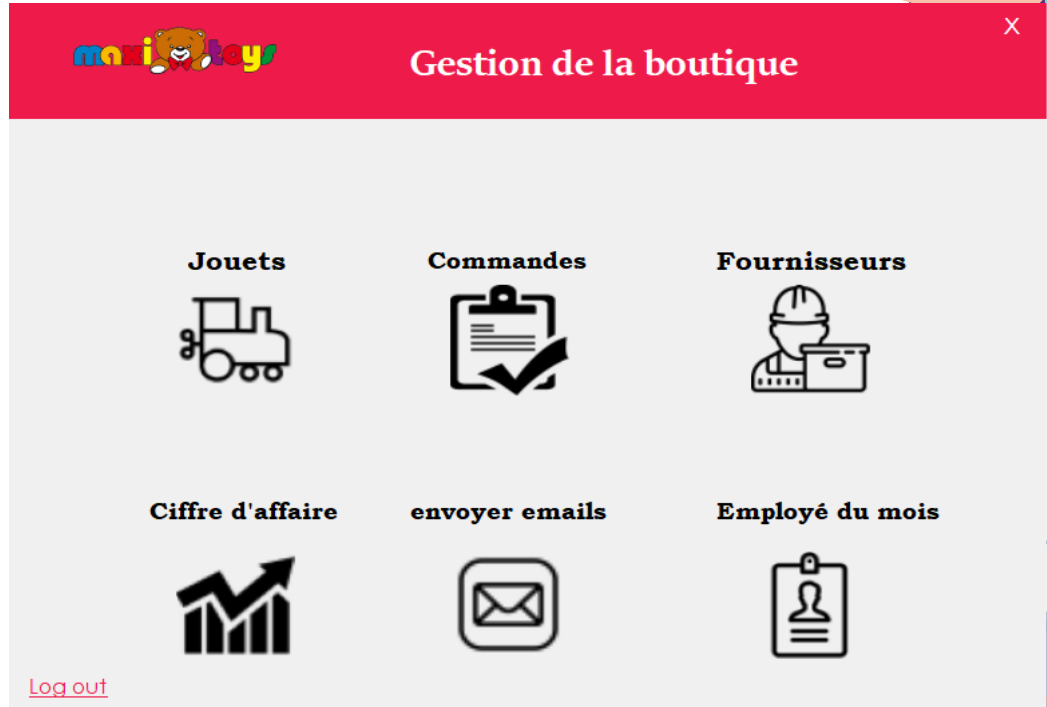 maxi toys
Gestion de la boutique
X
Jouets
Commandes
Fournisseurs
Ciffre d'affaire
envoyer emails
Employé du mois
Log out